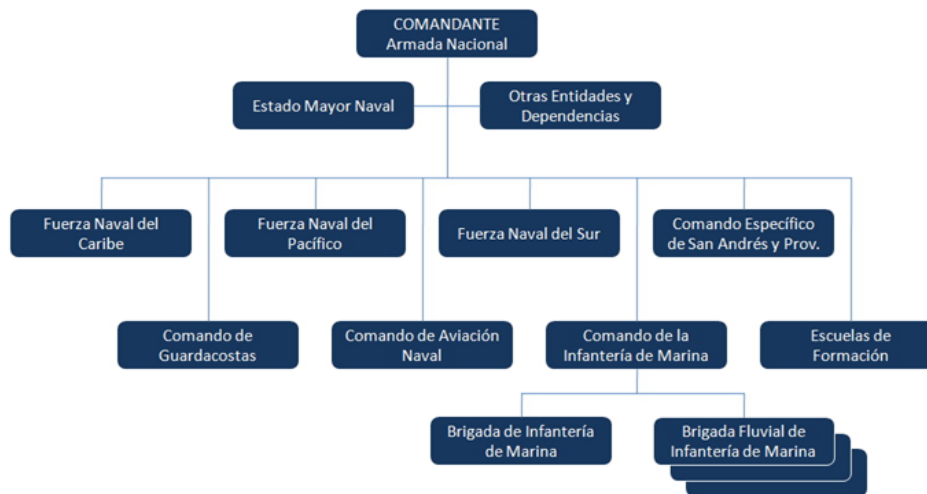 COMANDANTE
Armada Nacional
Estado Mayor Naval
Otras Entidades y
Dependencias
Fuerza Naval del
Caribe
Fuerza Naval del
Pacífico
Fuerza Naval del Sur
Comando Específico
de San Andrés y Prov.
Comando de
Guardacostas
Comando de Aviación
Naval
Comando de la
Infantería de Marina
Escuelas de
Formación
Brigada de Infantería
de Marina
Brigada Fluvial de
Infantería de Marina